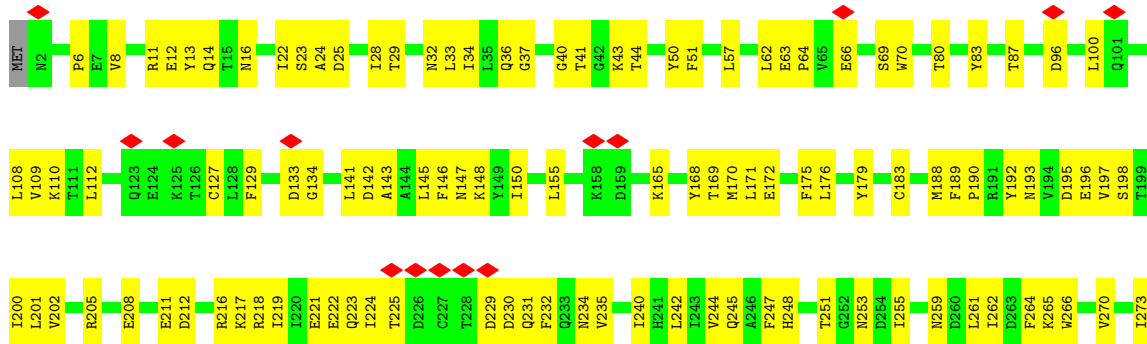 MET N2 P6 E7 V8 R11 E12 Y13 Q14 T15 N16 I22 S23 A24 D25 I28 T29 N32 L33 I34 L35 Q36 G37 G40 T41 G42 K43 T44 Y50 F51 L57 L62 E63 P64 V65 E66 S69 W70 T80 Y83 T87 D96 L100 Q101
L108 V109 K110 T111 L112 Q123 E124 K125 T126 C127 L128 F129 D133 G134 L141 D142 A143 A144 L145 F146 N147 K148 Y149 I150 L155 K158 D159 K165 Y168 T169 M170 L171 E172 F175 L176 Y179 C183 M188 F189 P190 R191 Y192 N193 V194 D195 E196 V197 S198 T199
I200 L201 V202 R205 E208 E211 D212 R216 K217 R218 I219 I220 E221 E222 Q223 I224 T225 D226 C227 T228 D229 D230 Q231 F232 Q233 N234 V235 I240 H241 L242 I243 V244 Q245 A246 F247 H248 T251 G252 N253 D254 I255 N259 D260 L261 I262 D263 F264 K265 W266 V270 I273